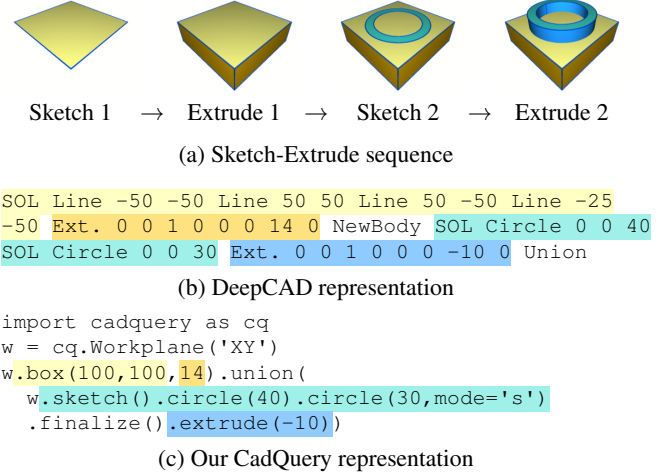 Sketch 1 → Extrude 1 → Sketch 2 → Extrude 2
(a) Sketch-Extrude sequence
SOL Line -50 -50 Line 50 50 Line 50 -50 Line -25
-50 Ext. 0 0 1 0 0 0 14 0 NewBody SOL Circle 0 0 40
SOL Circle 0 0 30 Ext. 0 0 1 0 0 0 -10 0 Union
(b) DeepCAD representation
import cadquery as cq
w = cq.Workplane('XY')
w.box(100,100,14).union(
  w.sketch().circle(40).circle(30,mode='s')
  .finalize().extrude(-10))
(c) Our CadQuery representation